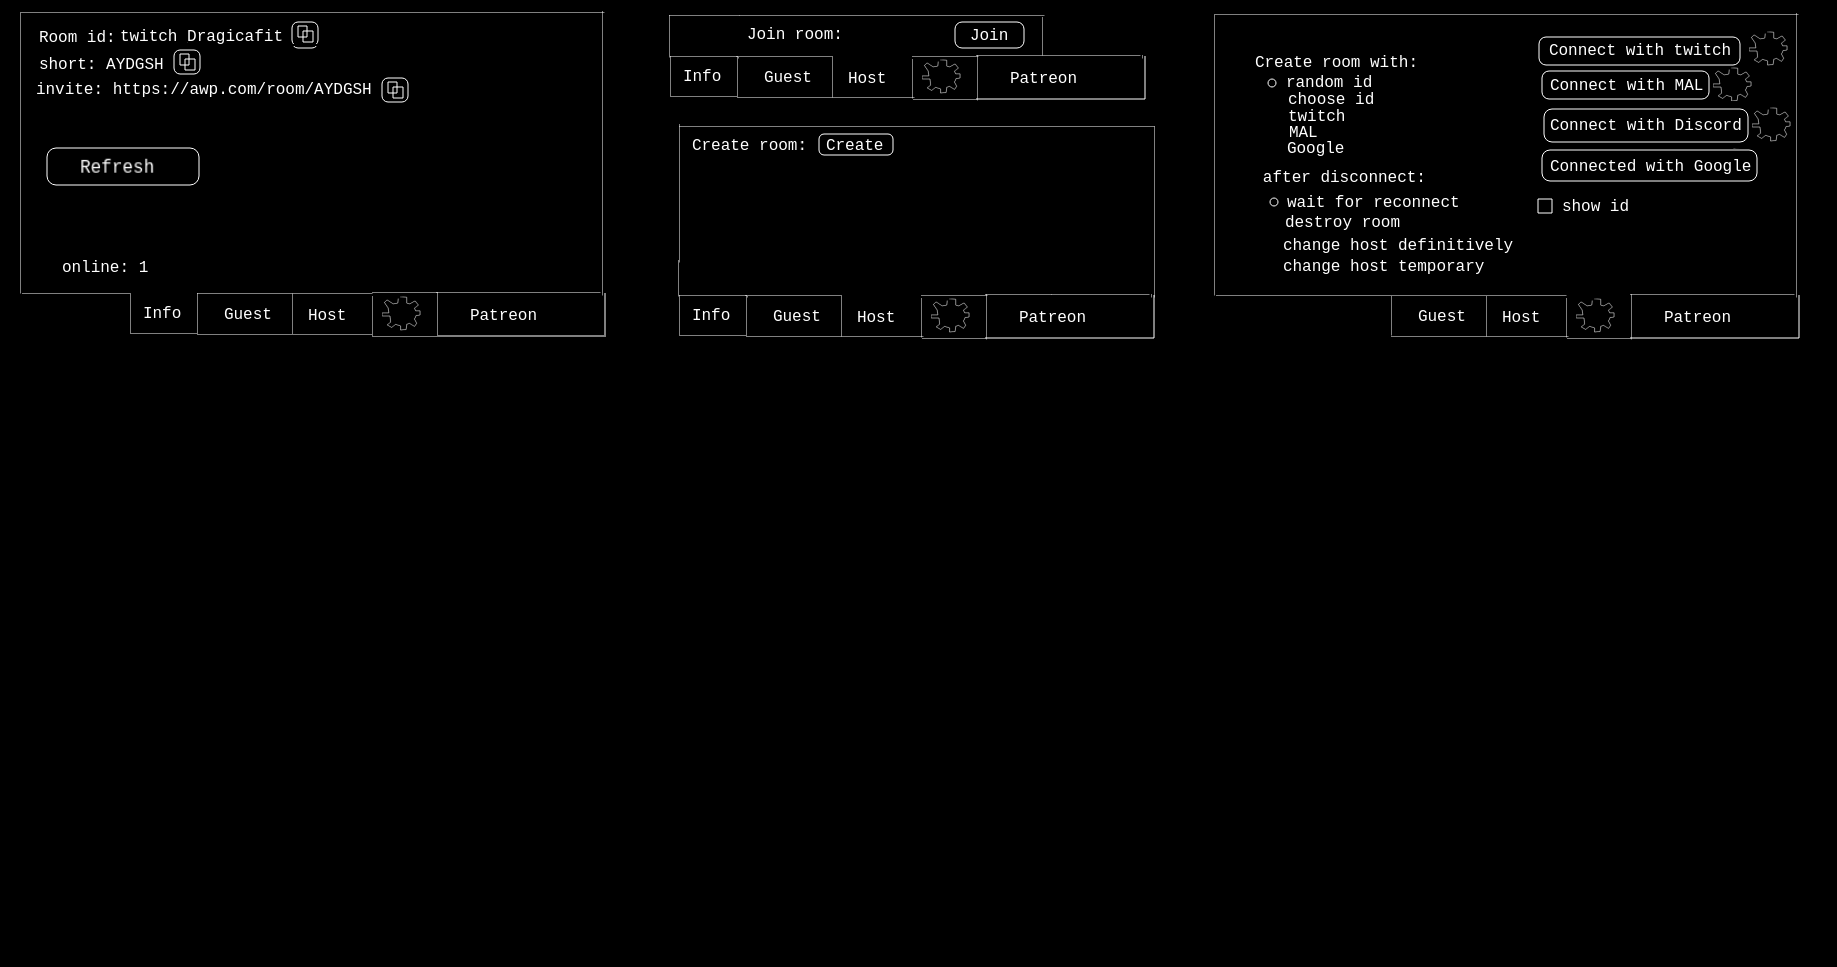 Room id: twitch Dragicafit
short: AYDGSH
invite: https://awp.com/room/AYDGSH
Refresh
online: 1
Info Guest Host Patreon
Join room: Join
Info Guest Host Patreon
Create room: Create
Info Guest Host Patreon
Create room with:
random id
choose id
twitch
MAL
Google
after disconnect:
wait for reconnect
destroy room
change host definitively
change host temporary
Connect with twitch
Connect with MAL
Connect with Discord
Connected with Google
show id
Guest Host Patreon